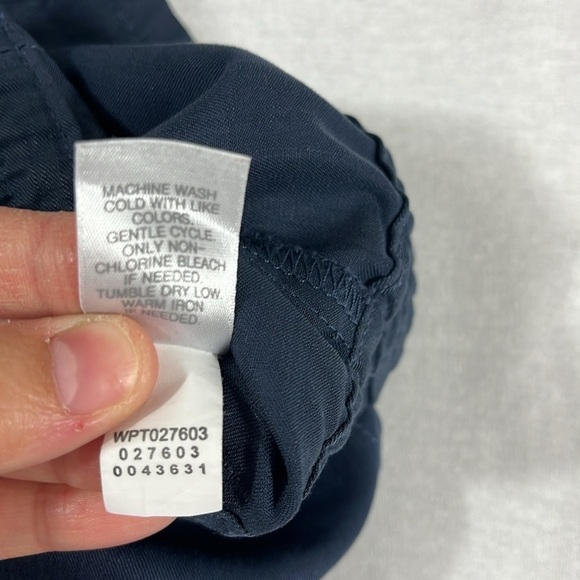 MACHINE WASH
COLD WITH LIKE
COLORS.
GENTLE CYCLE.
ONLY NON-
CHLORINE BLEACH
IF NEEDED.
TUMBLE DRY LOW.
WARM IRON
IF NEEDED.
WPT027603
027603
0043631